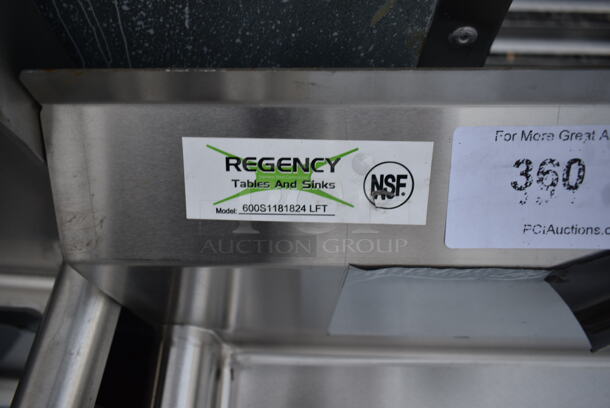 REGENCY
Tables And Sinks
Model: 600S1181824 LFT
NSF
For More Great A
360
PCIAuctions.c
AUCTION GROUP